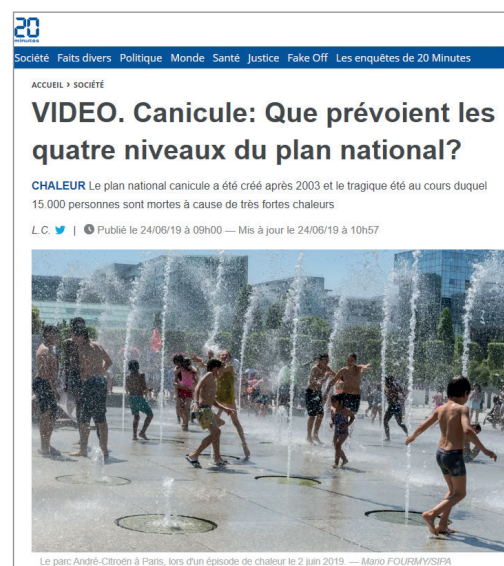 20
minutes
Société Faits divers Politique Monde Santé Justice Fake Off Les enquêtes de 20 Minutes
ACCUEIL > SOCIÉTÉ
VIDEO. Canicule: Que prévoient les
quatre niveaux du plan national?
CHALEUR Le plan national canicule a été créé après 2003 et le tragique été au cours duquel
15.000 personnes sont mortes à cause de très fortes chaleurs
L.C. | Publié le 24/06/19 à 09h00 — Mis à jour le 24/06/19 à 10h57
Le parc André-Citroën à Paris, lors d'un épisode de chaleur le 2 juin 2019. — Mario FOURMY/SIPA